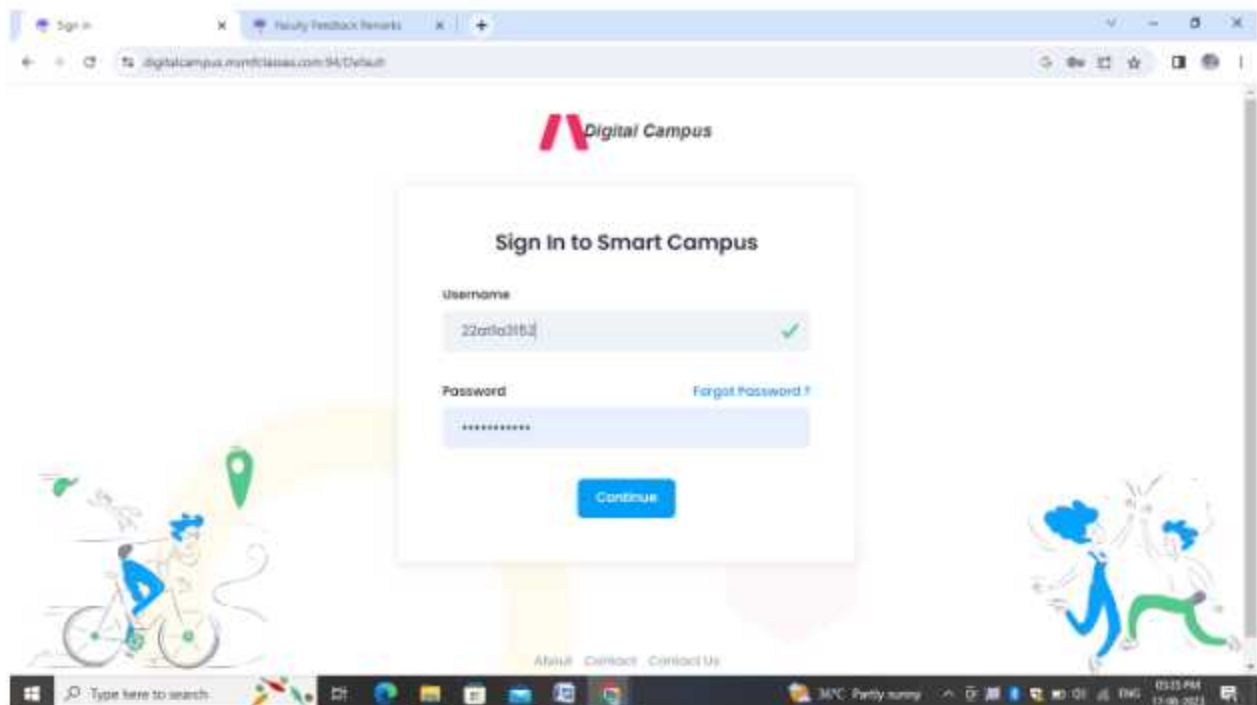 Sign in
Faculty Feedback Remarks
Digital Campus
Sign In to Smart Campus
Username
Password
Forgot Password ?
Continue
About Contact Contact Us
Type here to search
Partly sunny
ENG